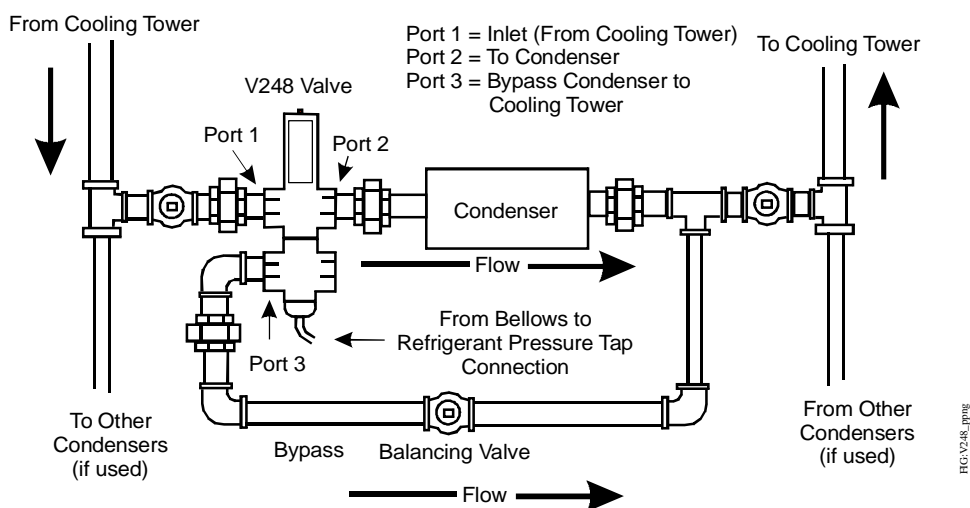 From Cooling Tower
Port 1 = Inlet (From Cooling Tower)
Port 2 = To Condenser
Port 3 = Bypass Condenser to
Cooling Tower
To Cooling Tower
V248 Valve
Port 1
Port 2
Condenser
Flow
From Bellows to
Refrigerant Pressure Tap
Connection
Port 3
To Other
Condensers
(if used)
Bypass
Balancing Valve
From Other
Condensers
(if used)
Flow
FIG:V248_ppng